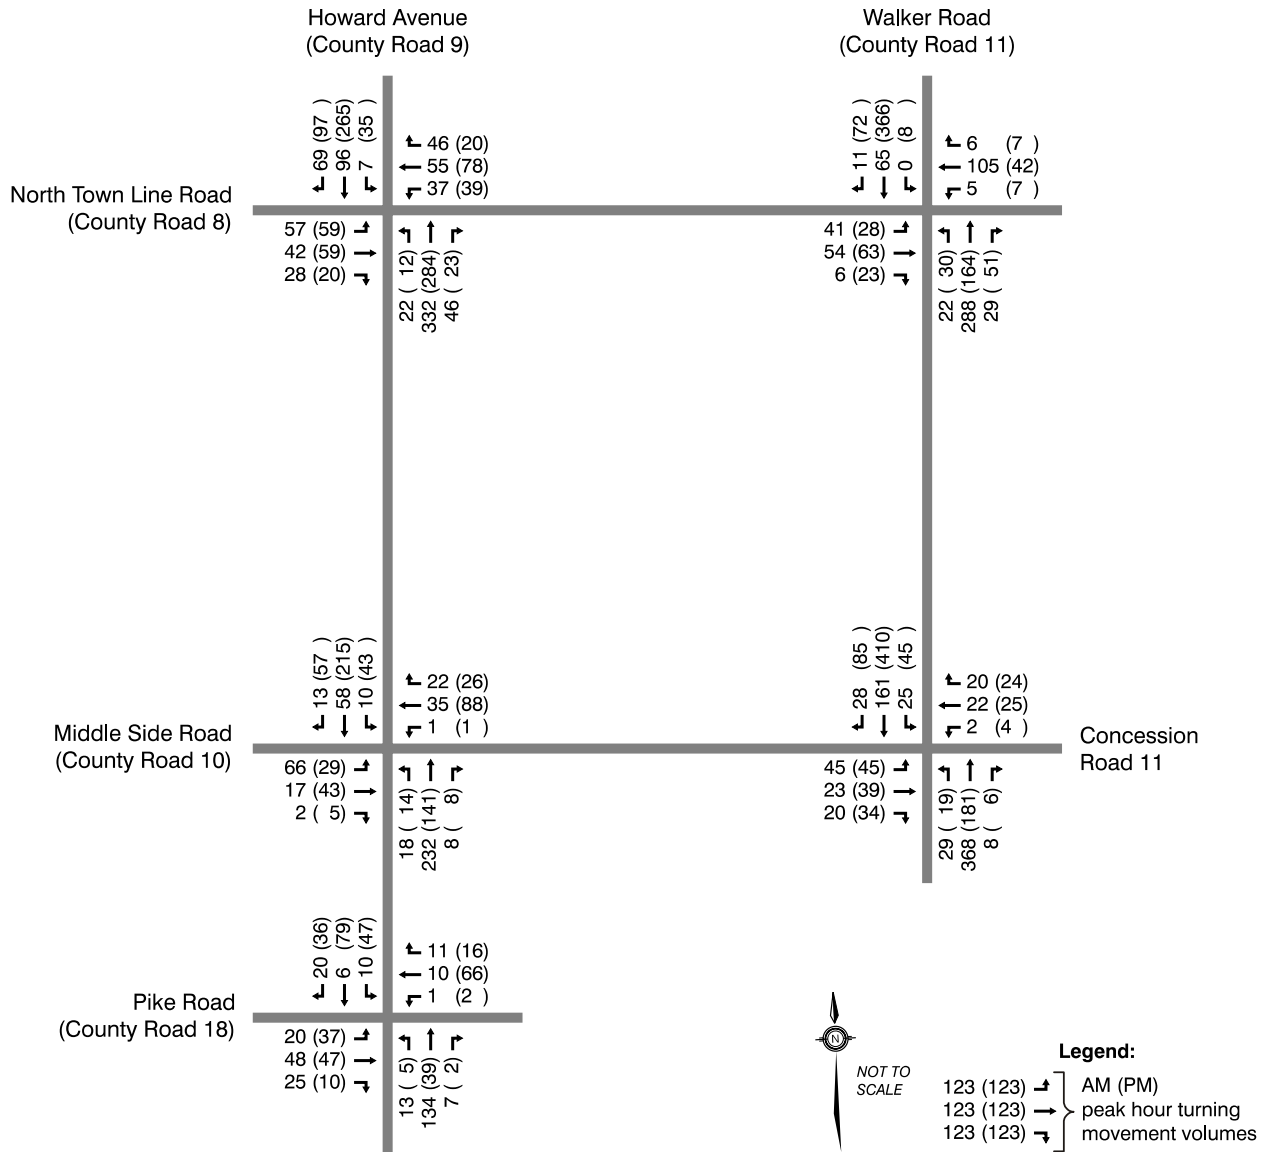 Howard Avenue
(County Road 9)
Walker Road
(County Road 11)
69 (97 )
96 (265)
7 (35 )
46 (20)
55 (78)
37 (39)
11 (72 )
65 (366)
0 (8 )
6 (7 )
105 (42)
5 (7 )
North Town Line Road
(County Road 8)
57 (59)
42 (59)
28 (20)
22 ( 12)
332 (284)
46 ( 23)
41 (28)
54 (63)
6 (23)
22 ( 30)
288 (164)
29 ( 51)
13 (57 )
58 (215)
10 (43 )
22 (26)
35 (88)
1 (1 )
28 (85 )
161 (410)
25 (45 )
20 (24)
22 (25)
2 (4 )
Middle Side Road
(County Road 10)
Concession
Road 11
66 (29)
17 (43)
2 ( 5)
18 ( 14)
232 (141)
8 ( 8)
45 (45)
23 (39)
20 (34)
29 ( 19)
368 (181)
8 ( 6)
20 (36)
6 (79)
10 (47)
11 (16)
10 (66)
1 (2 )
Pike Road
(County Road 18)
20 (37)
48 (47)
25 (10)
13 ( 5)
134 (39)
7 ( 2)
N
NOT TO
SCALE
Legend:
123 (123) AM (PM)
123 (123) peak hour turning
123 (123) movement volumes